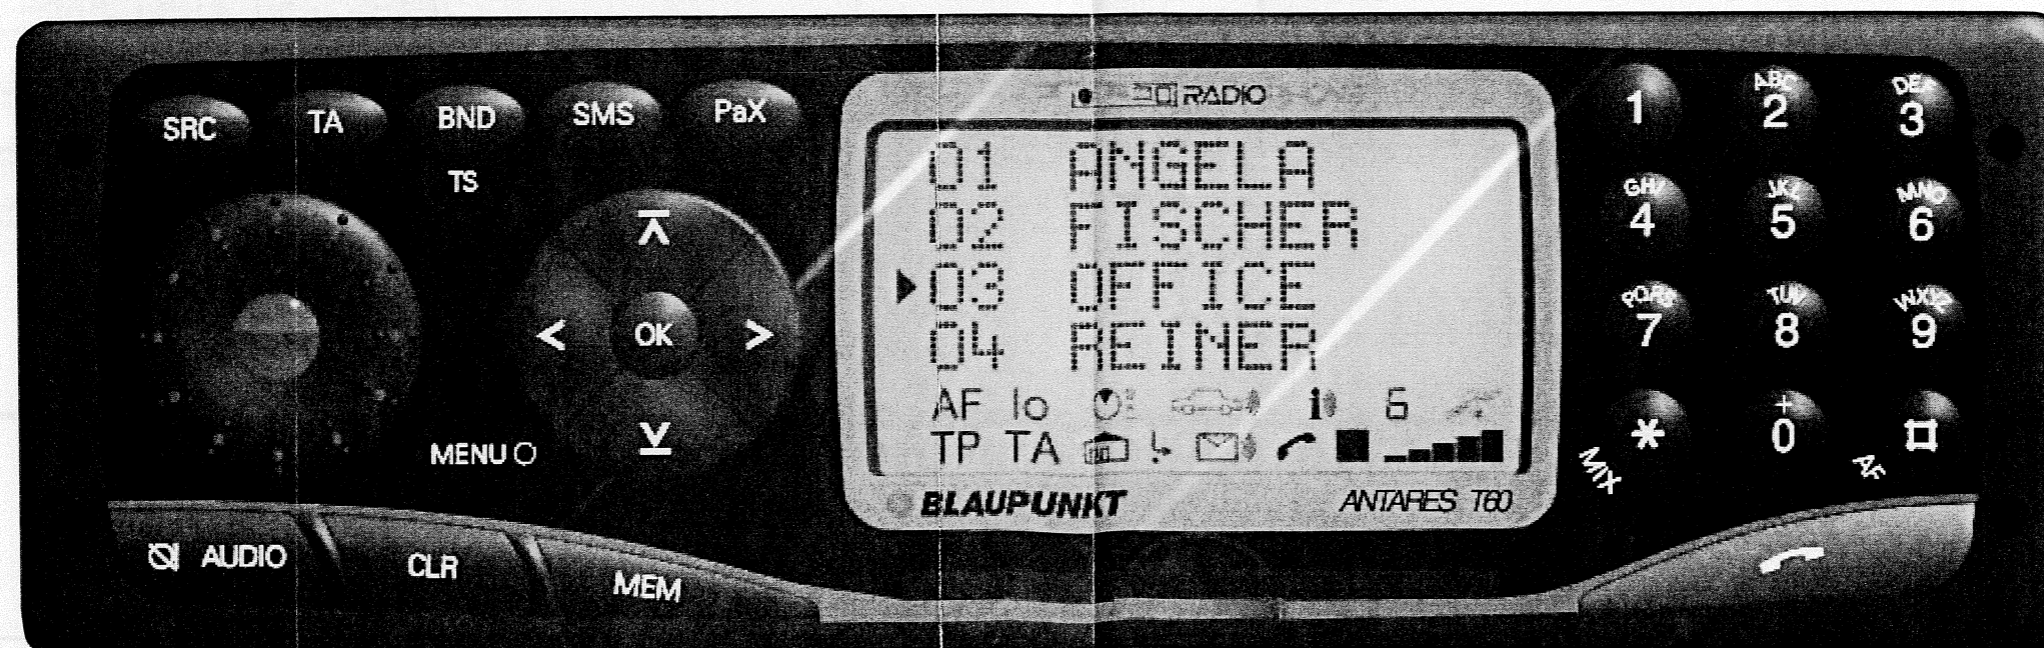 SRC TA BND SMS PaX
TS
OK
MENU
AUDIO CLR MEM
RADIO
01 ANGELA
02 FISCHER
03 OFFICE
04 REINER
AF lo i 6
TP TA
BLAUPUNKT ANTARES T60
1 ABC 2 DEF 3
GHI 4 JKL 5 MNO 6
PQRS 7 TUV 8 WXYZ 9
* + 0
MIX AF